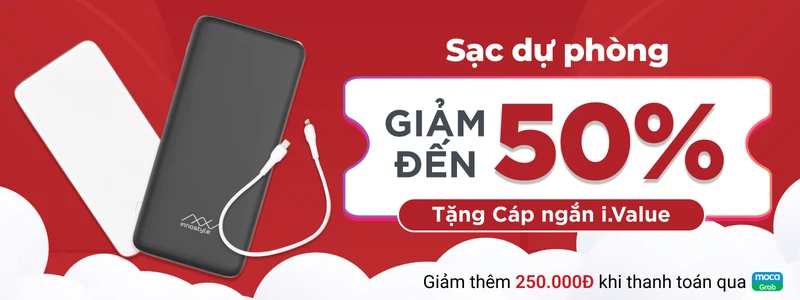 Sạc dự phòng
GIẢM
ĐẾN
50%
Tặng Cáp ngắn i.Value
innostyle
Giảm thêm 250.000Đ khi thanh toán qua
moca
Grab